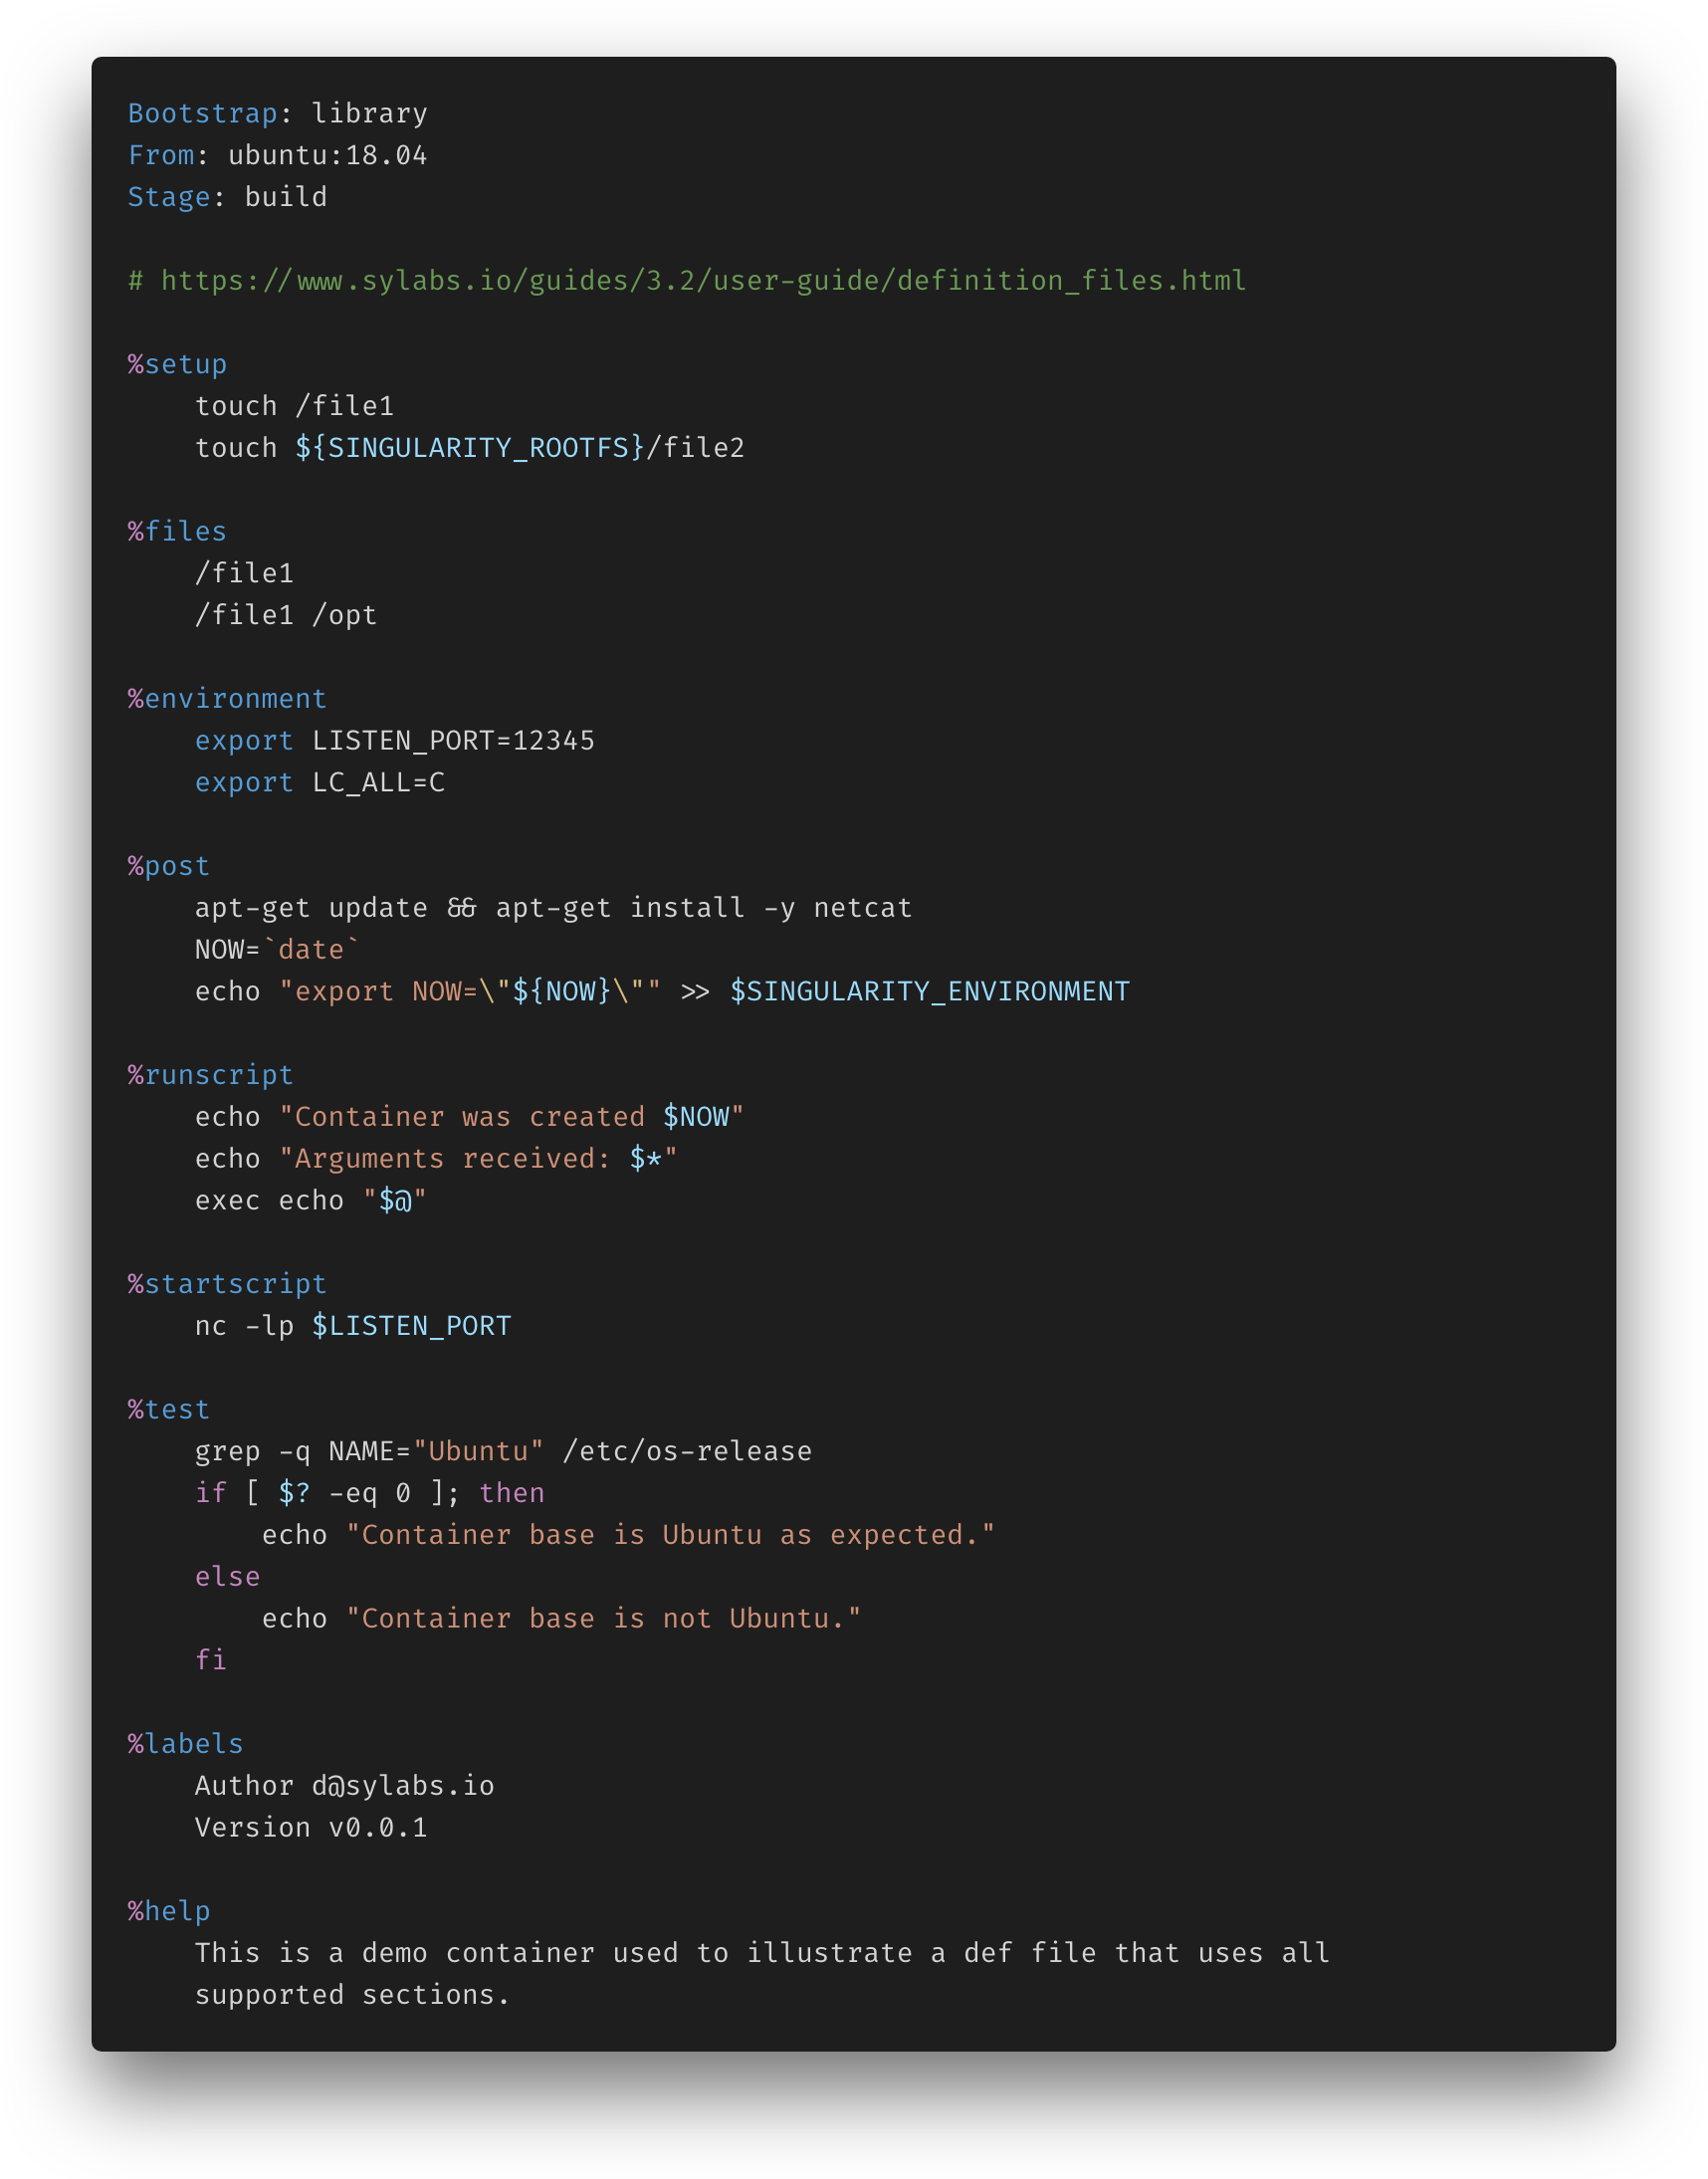 Bootstrap: library
From: ubuntu:18.04
Stage: build

# https://www.sylabs.io/guides/3.2/user-guide/definition_files.html

%setup
    touch /file1
    touch ${SINGULARITY_ROOTFS}/file2

%files
    /file1
    /file1 /opt

%environment
    export LISTEN_PORT=12345
    export LC_ALL=C

%post
    apt-get update && apt-get install -y netcat
    NOW=`date`
    echo "export NOW=\"${NOW}\"" >> $SINGULARITY_ENVIRONMENT

%runscript
    echo "Container was created $NOW"
    echo "Arguments received: $*"
    exec echo "$@"

%startscript
    nc -lp $LISTEN_PORT

%test
    grep -q NAME="Ubuntu" /etc/os-release
    if [ $? -eq 0 ]; then
        echo "Container base is Ubuntu as expected."
    else
        echo "Container base is not Ubuntu."
    fi

%labels
    Author d@sylabs.io
    Version v0.0.1

%help
    This is a demo container used to illustrate a def file that uses all
    supported sections.